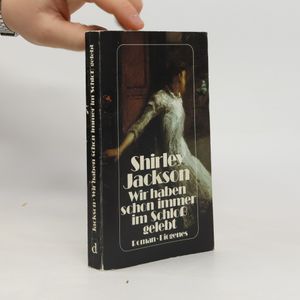 Shirley
Jackson
Wir haben
schon immer
im Schloß
gelebt
Roman · Diogenes
Jackson · Wir haben schon immer im Schloß gelebt
d